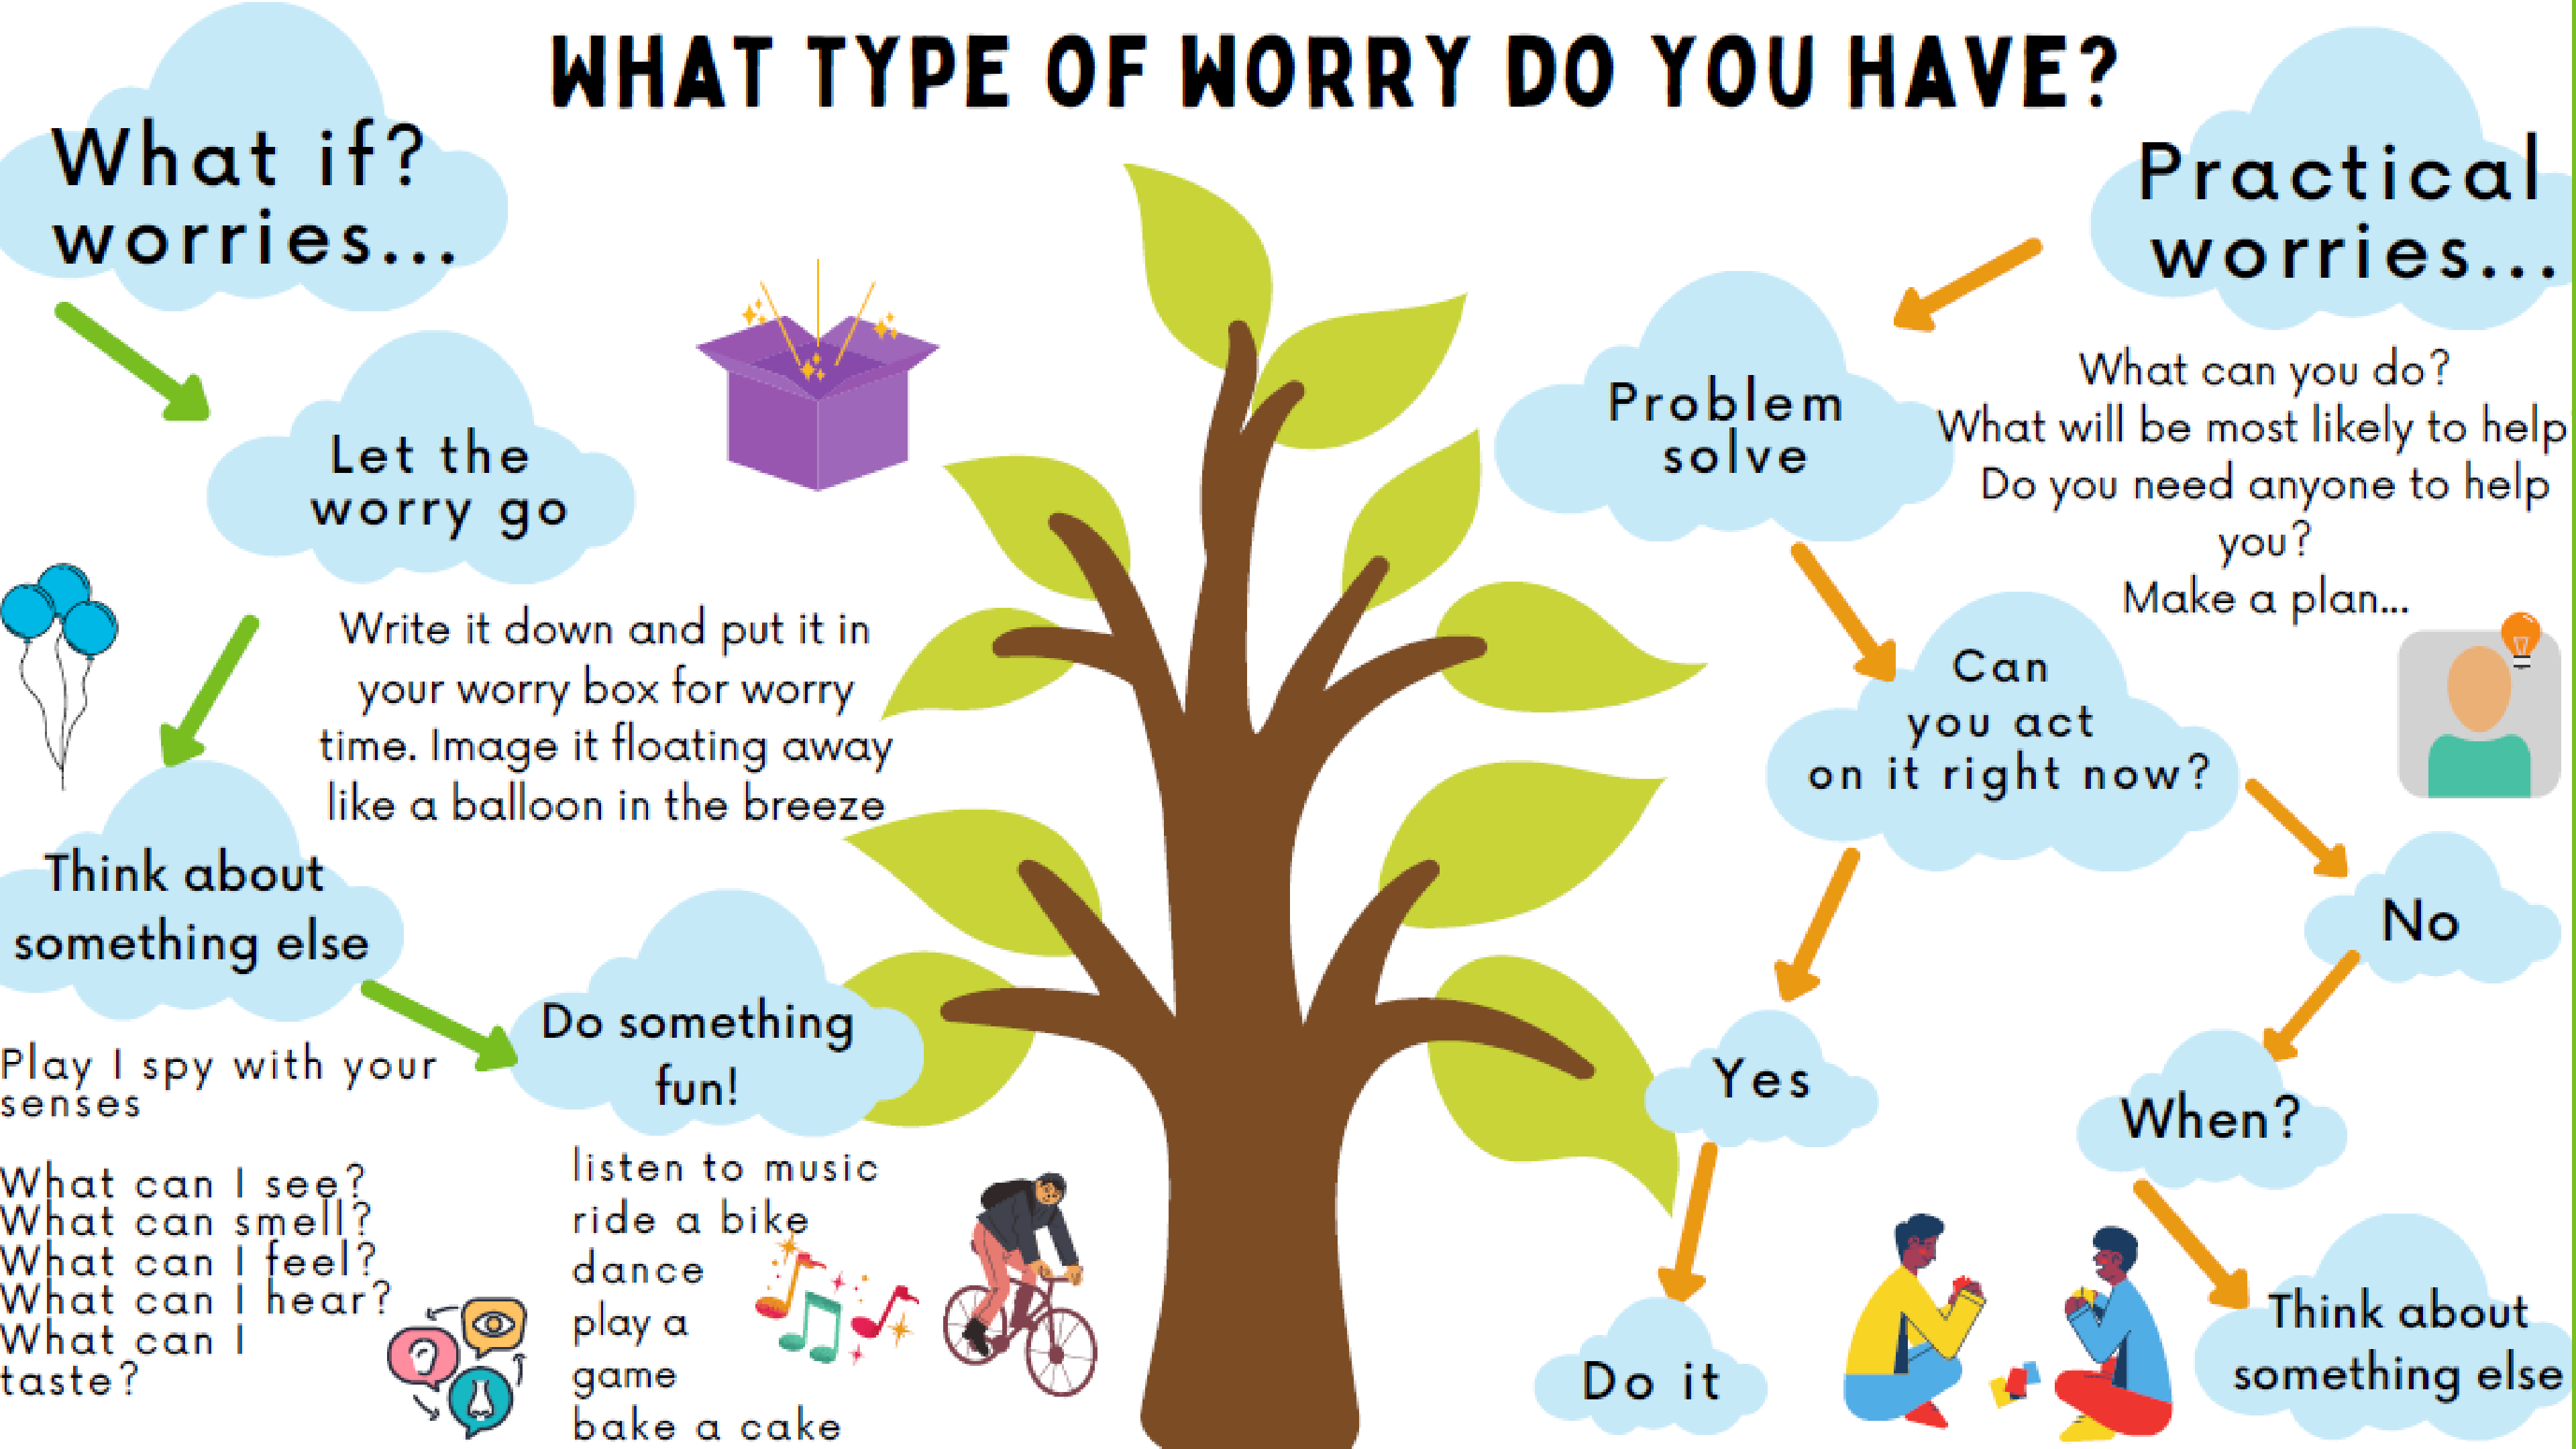 WHAT TYPE OF WORRY DO YOU HAVE?
What if?
worries...
Let the
worry go
Write it down and put it in
your worry box for worry
time. Image it floating away
like a balloon in the breeze
Think about
something else
Play I spy with your
senses
What can I see?
What can smell?
What can I feel?
What can I hear?
What can I
taste?
Do something
fun!
listen to music
ride a bike
dance
play a
game
bake a cake
Practical
worries...
Problem
solve
What can you do?
What will be most likely to help
Do you need anyone to help
you?
Make a plan...
Can
you act
on it right now?
Yes
Do it
No
When?
Think about
something else